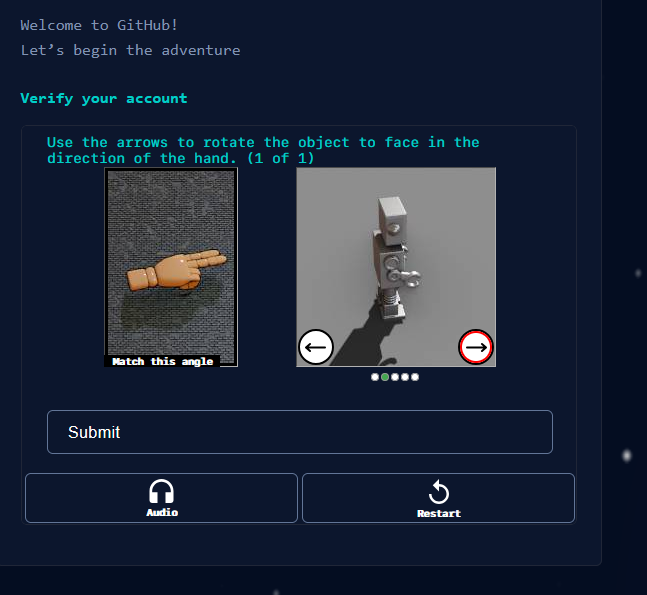 Welcome to GitHub!
Let’s begin the adventure
Verify your account
Use the arrows to rotate the object to face in the
direction of the hand. (1 of 1)
Match this angle
Submit
Audio
Restart